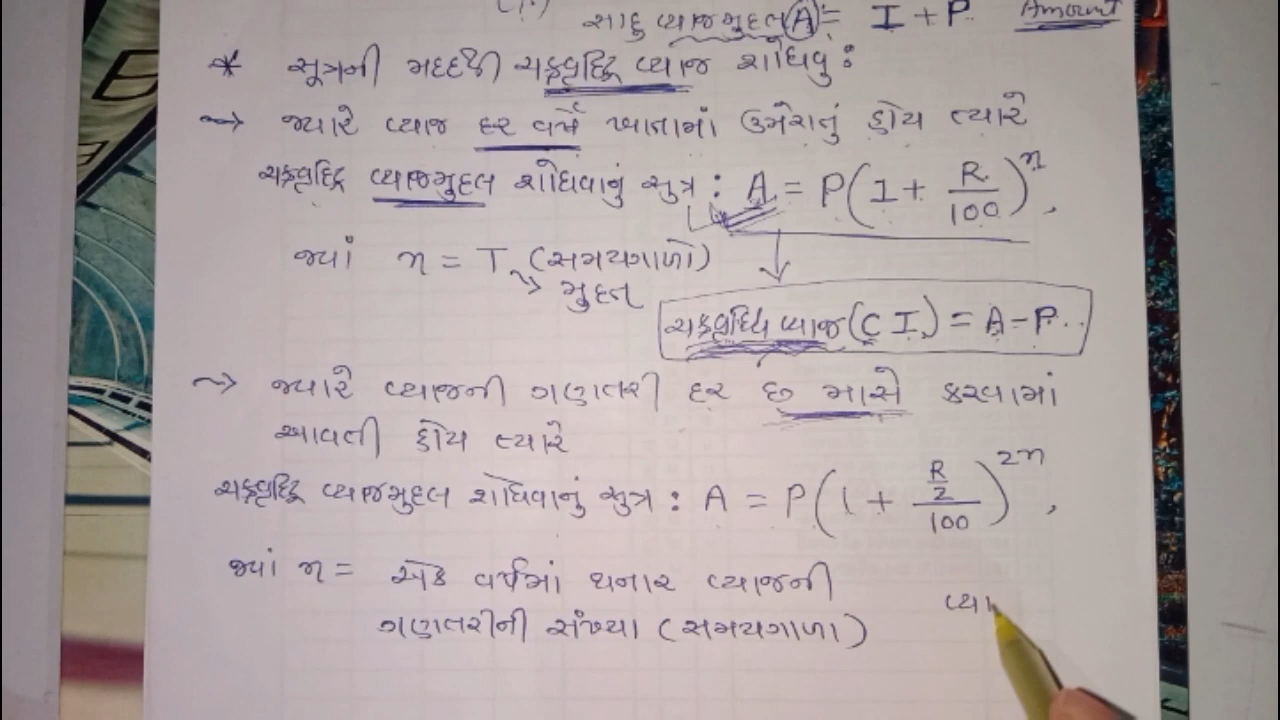 સાદુ વ્યાજમુદ્દલ (A) = I + P Amount
* સૂત્રની મદદથી ચક્રવૃદ્ધિ વ્યાજ શોધવુ :
→ જ્યારે વ્યાજ દર વર્ષે ખાતામાં ઉમેરાતું હોય ત્યારે
ચક્રવૃદ્ધિ વ્યાજમુદ્દલ શોધવાનું સુત્ર : A = P(1 + R/100)^n,
જ્યાં n = T (સમયગાળો)
→ મુદ્દત
ચક્રવૃદ્ધિ વ્યાજ (C I) = A - P..
→ જ્યારે વ્યાજની ગણતરી દર છ માસે કરવામાં
આવતી હોય ત્યારે
ચક્રવૃદ્ધિ વ્યાજમુદ્દલ શોધવાનું સુત્ર : A = P(1 + (R/2)/100)^2n,
જ્યાં n = એક વર્ષમાં થનાર વ્યાજની
ગણતરીની સંખ્યા (સમયગાળા)
વ્યા